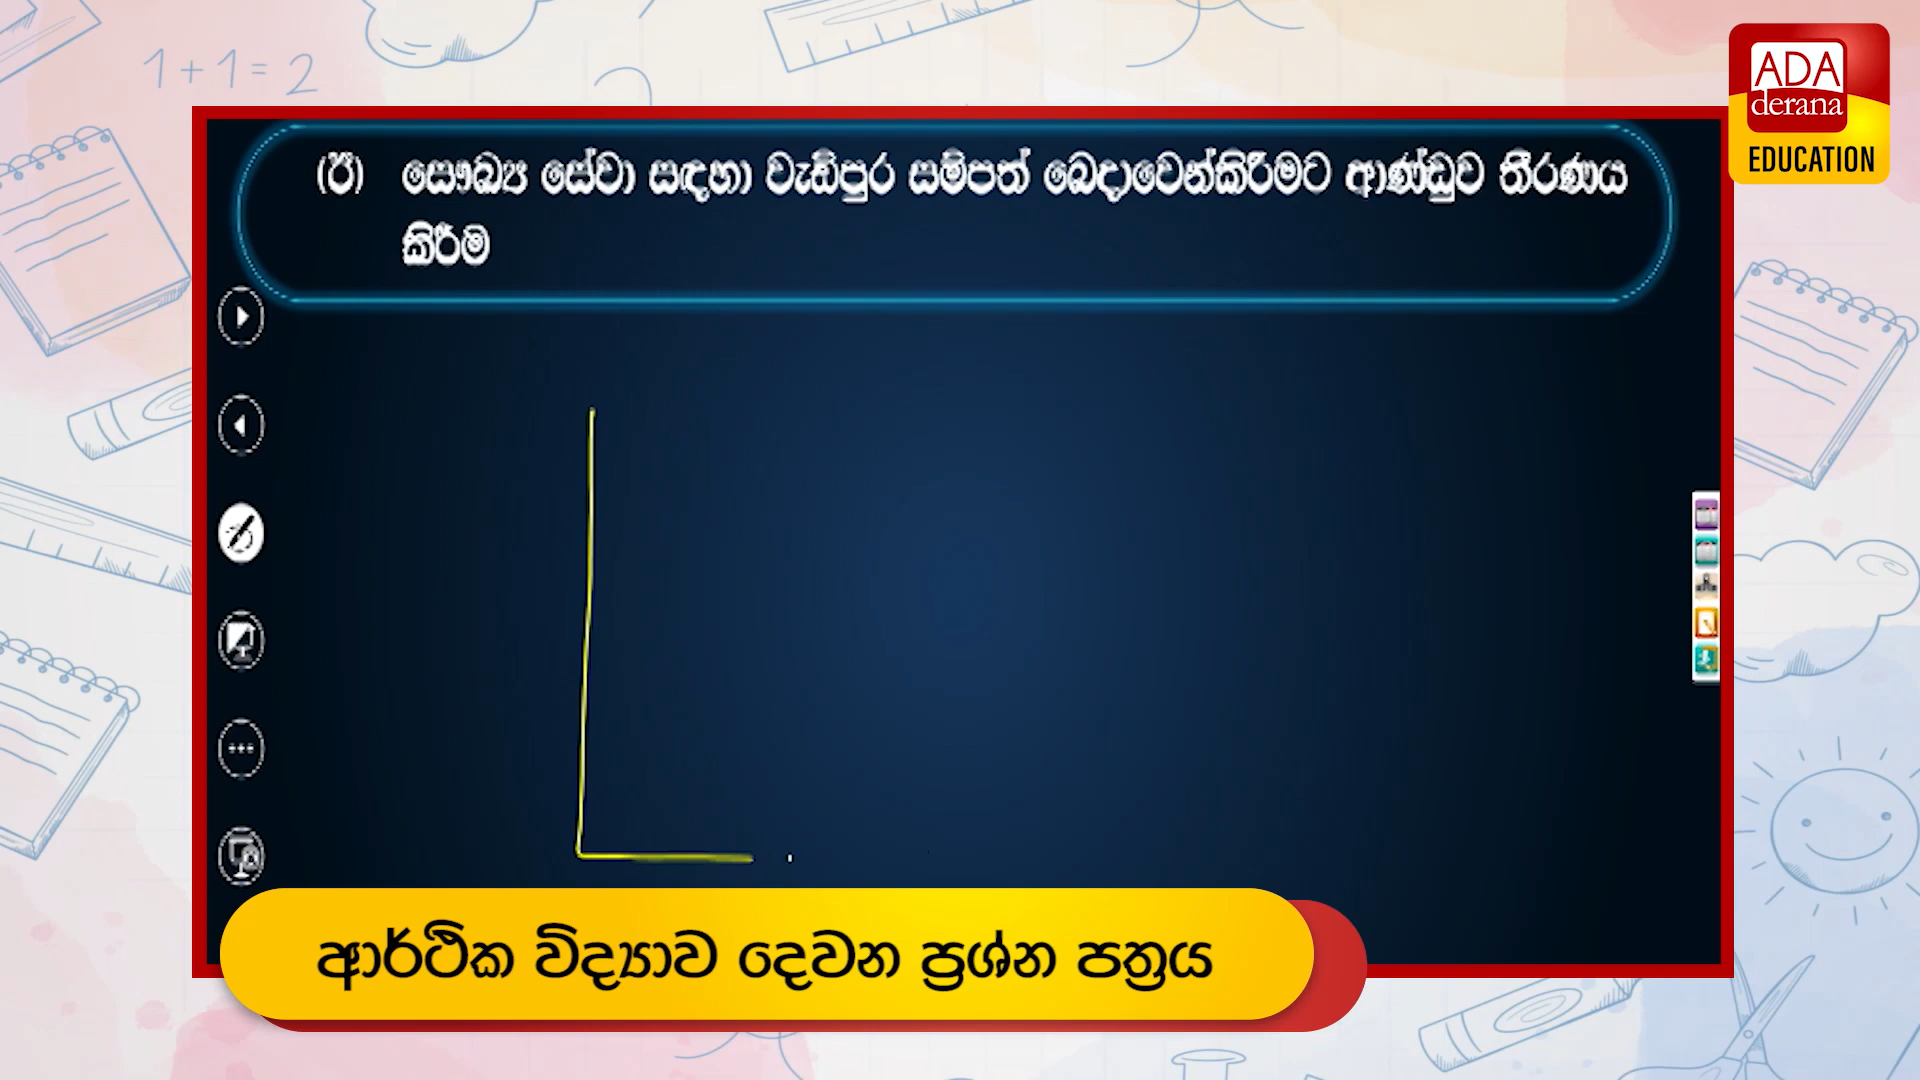 1+1=2
ADA
derana
EDUCATION
(ඊ) සෞඛ්‍ය සේවා සඳහා වැඩිපුර සම්පත් බෙදාවෙන්කිරීමට ආණ්ඩුව තීරණය
කිරීම
ආර්ථික විද්‍යාව දෙවන ප්‍රශ්න පත්‍රය